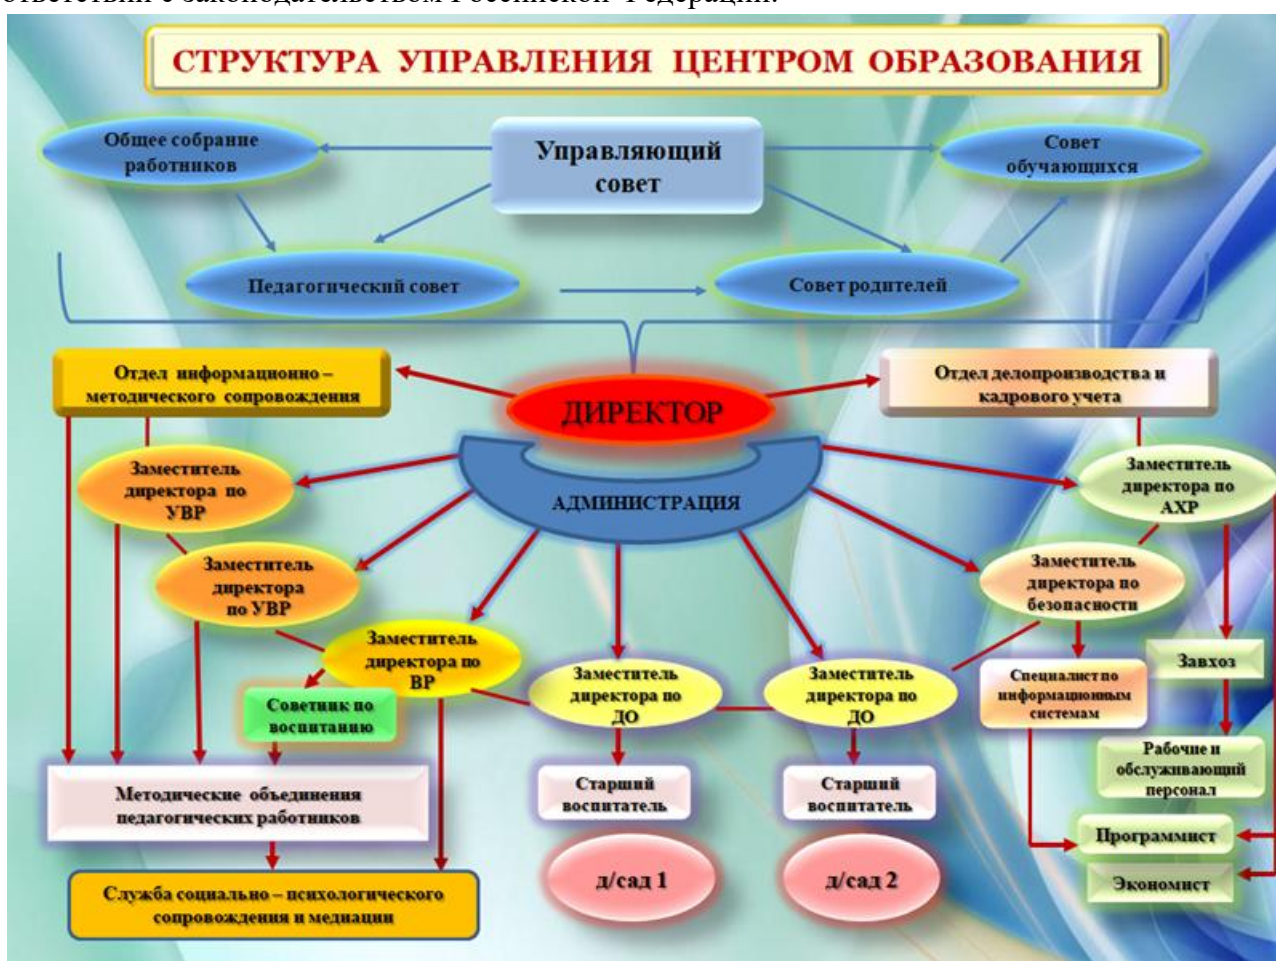 ответствии с законодательством Российской Федерации.
СТРУКТУРА УПРАВЛЕНИЯ ЦЕНТРОМ ОБРАЗОВАНИЯ
Общее собрание
работников
Управляющий
совет
Совет
обучающихся
Педагогический совет
Совет родителей
Отдел информационно –
методического сопровождения
ДИРЕКТОР
Отдел делопроизводства и
кадрового учета
АДМИНИСТРАЦИЯ
Заместитель
директора по
УВР
Заместитель
директора по
АХР
Заместитель
директора
по УВР
Заместитель
директора по
безопасности
Заместитель
директора по
ВР
Заместитель
директора по
ДО
Заместитель
директора по
ДО
Специалист по
информационным
системам
Завхоз
Советник по
воспитанию
Рабочие и
обслуживающий
персонал
Методические объединения
педагогических работников
Старший
воспитатель
Старший
воспитатель
Программист
д/сад 1
д/сад 2
Экономист
Служба социально – психологического
сопровождения и медиации